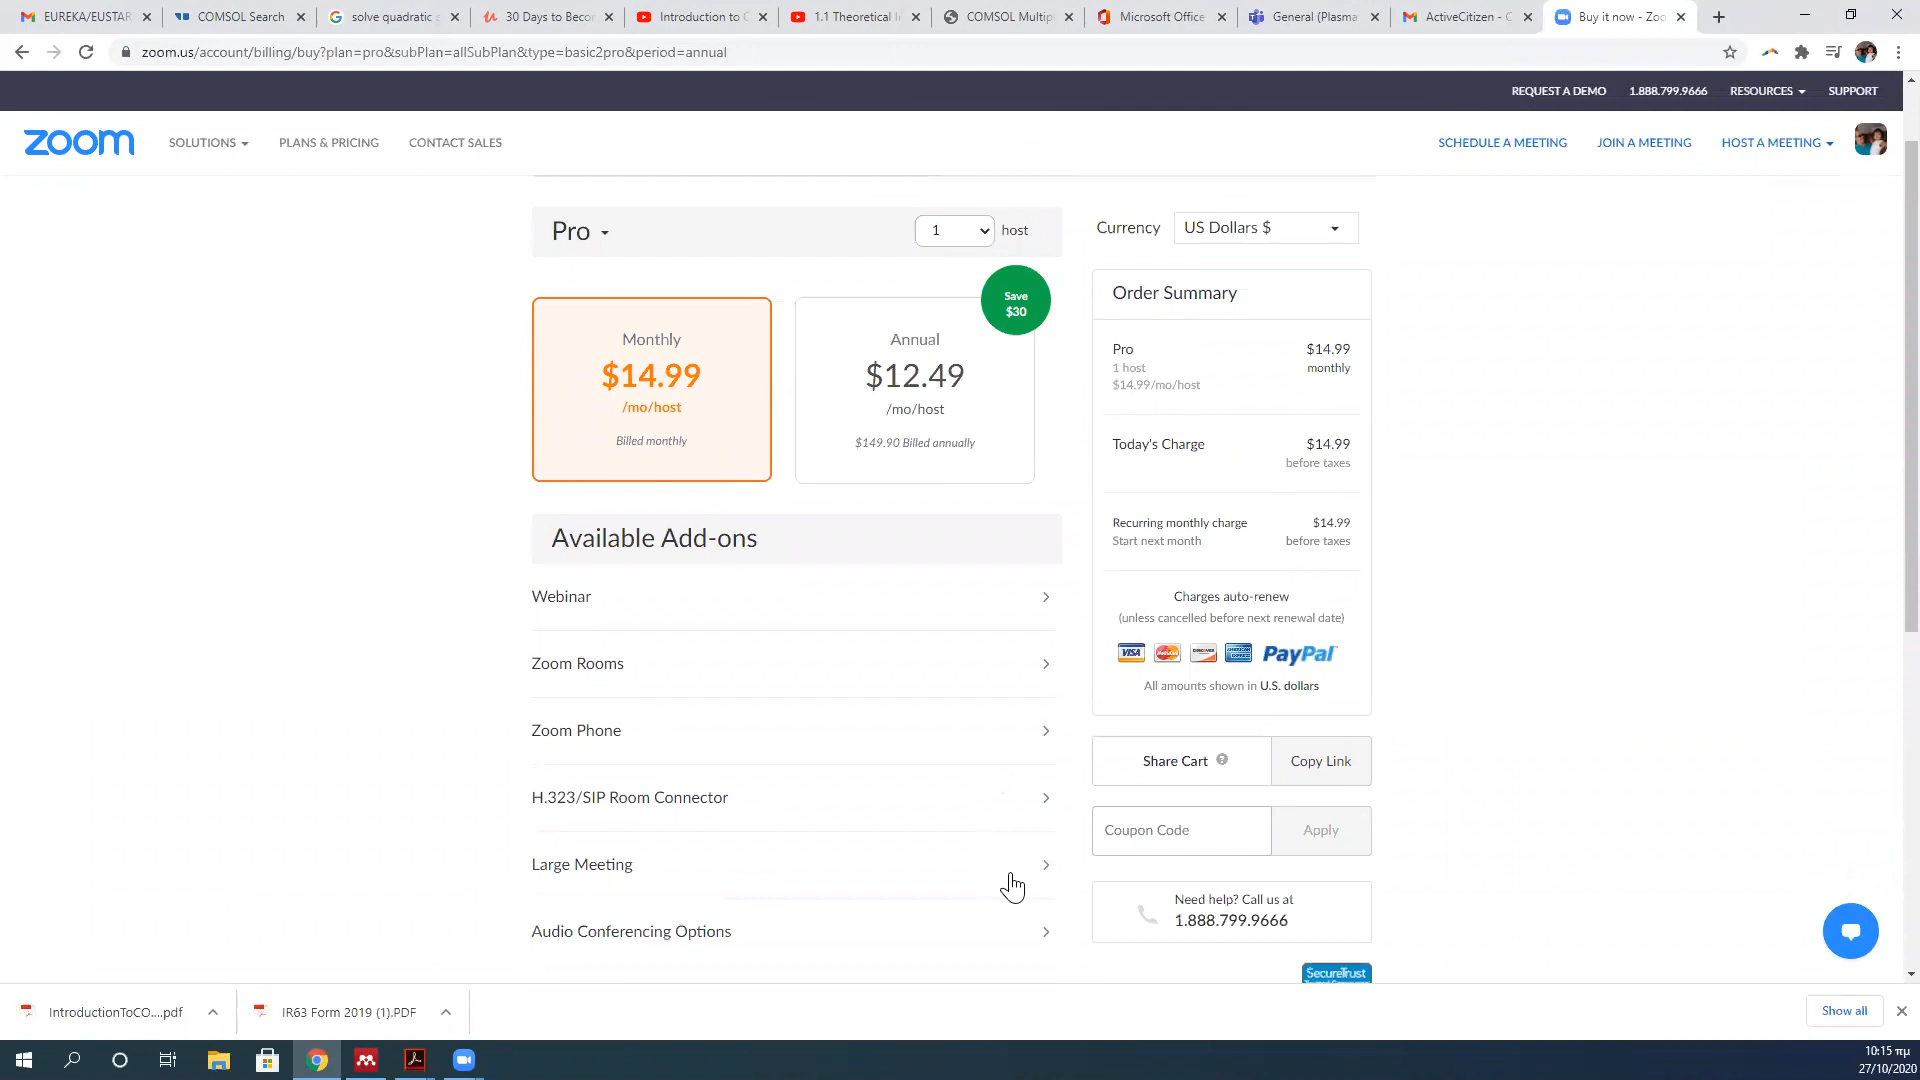 EUREKA/EUSTAR
COMSOL Search
solve quadratic
30 Days to Becor
Introduction to C
1.1 Theoretical I
COMSOL Multip
Microsoft Office
General (Plasma
ActiveCitizen - C
Buy it now - Zoo
zoom.us/account/billing/buy?plan=pro&subPlan=allSubPlan&type=basic2pro&period=annual
REQUEST A DEMO 1.888.799.9666 RESOURCES SUPPORT
zoom SOLUTIONS PLANS & PRICING CONTACT SALES SCHEDULE A MEETING JOIN A MEETING HOST A MEETING
Pro 1 host
Save
$30
Monthly
$14.99
/mo/host
Billed monthly
Annual
$12.49
/mo/host
$149.90 Billed annually
Available Add-ons
Webinar
Zoom Rooms
Zoom Phone
H.323/SIP Room Connector
Large Meeting
Audio Conferencing Options
Currency US Dollars $
Order Summary
Pro $14.99
1 host monthly
$14.99/mo/host
Today's Charge $14.99
before taxes
Recurring monthly charge $14.99
Start next month before taxes
Charges auto-renew
(unless cancelled before next renewal date)
VISA MasterCard DISCOVER AMERICAN EXPRESS PayPal
All amounts shown in U.S. dollars
Share Cart ? Copy Link
Coupon Code Apply
Need help? Call us at
1.888.799.9666
SecureTrust
IntroductionToCO....pdf
IR63 Form 2019 (1).PDF
Show all
10:15 πμ
27/10/2020